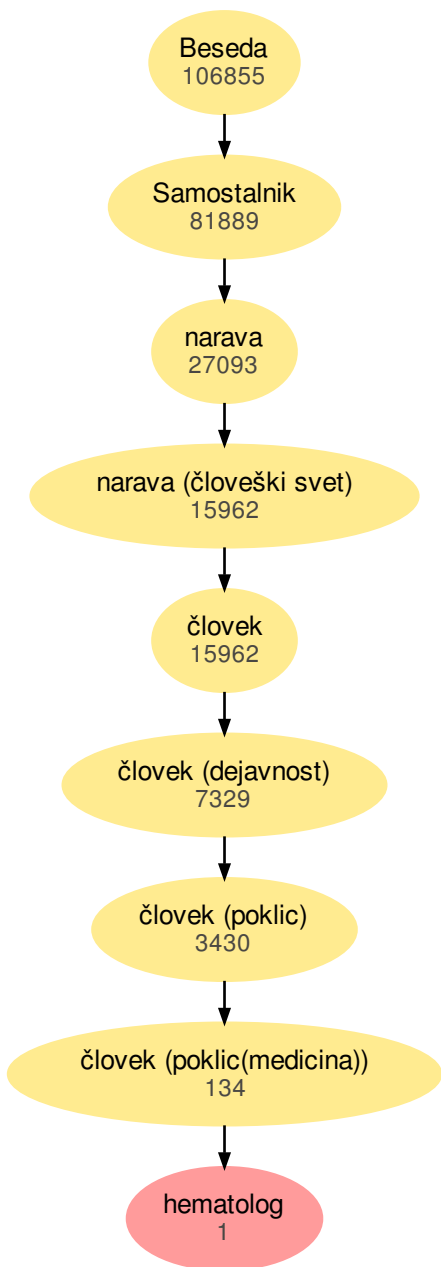 Beseda
106855
Samostalnik
81889
narava
27093
narava (človeški svet)
15962
človek
15962
človek (dejavnost)
7329
človek (poklic)
3430
človek (poklic(medicina))
134
hematolog
1